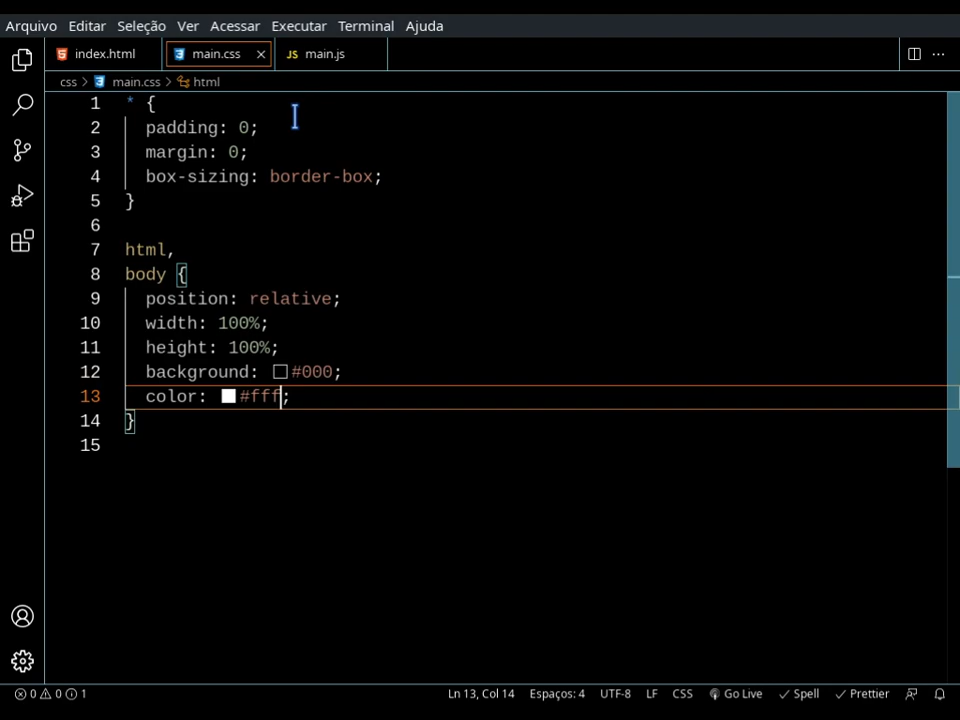 Arquivo Editar Seleção Ver Acessar Executar Terminal Ajuda
index.html main.css JS main.js
css main.css html
1 * {
2 padding: 0;
3 margin: 0;
4 box-sizing: border-box;
5 }
6
7 html,
8 body {
9 position: relative;
10 width: 100%;
11 height: 100%;
12 background: #000;
13 color: #fff;
14 }
15
0 0 1 Ln 13, Col 14 Espaços: 4 UTF-8 LF CSS Go Live Spell Prettier